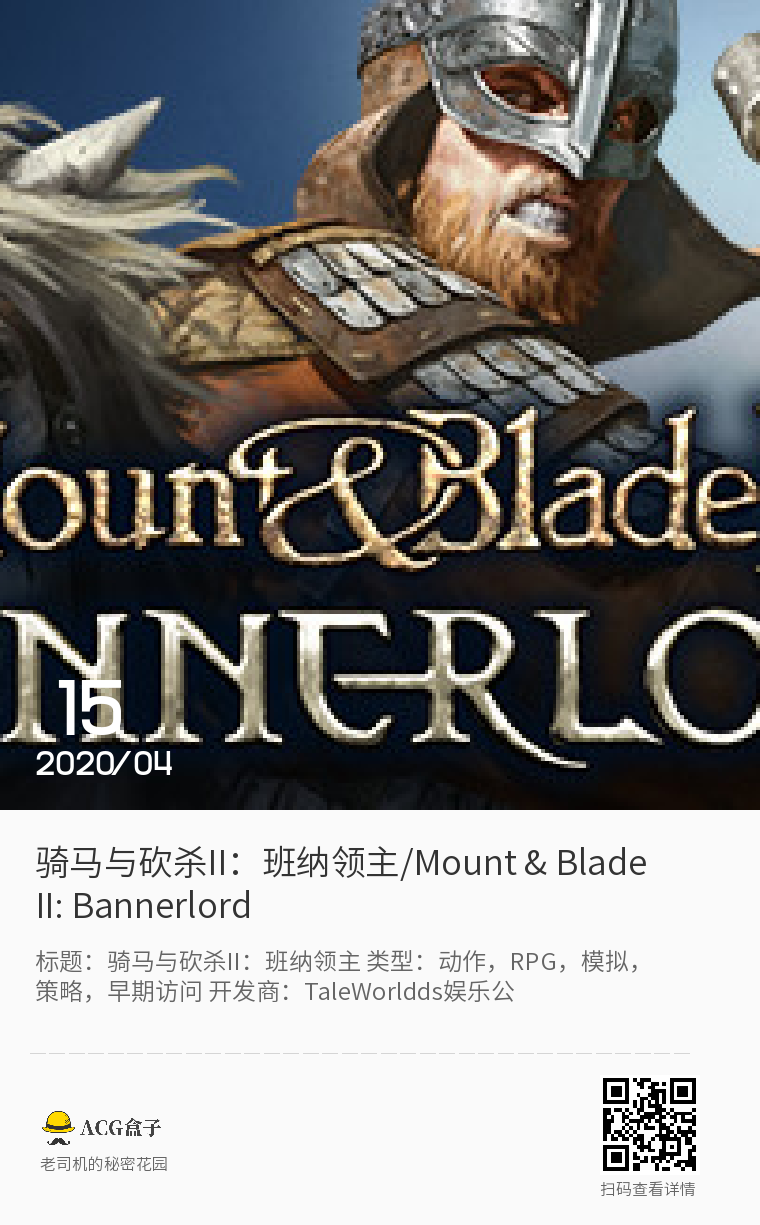 Mount & Blade
NNERLO
15
2020/04
骑马与砍杀II：班纳领主/Mount & Blade
II: Bannerlord
标题：骑马与砍杀II：班纳领主 类型：动作，RPG，模拟，
策略，早期访问 开发商：TaleWorldds娱乐公
ACG盒子
老司机的秘密花园
扫码查看详情